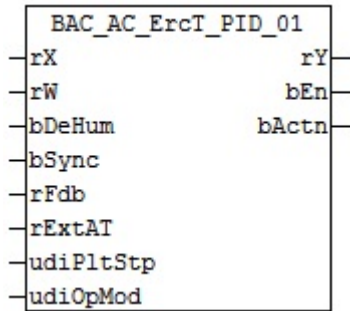 BAC_AC_ErcT_PID_01
rX rY
rW bEn
bDeHum bActn
bSync
rFdb
rExtAT
udiPltStp
udiOpMod